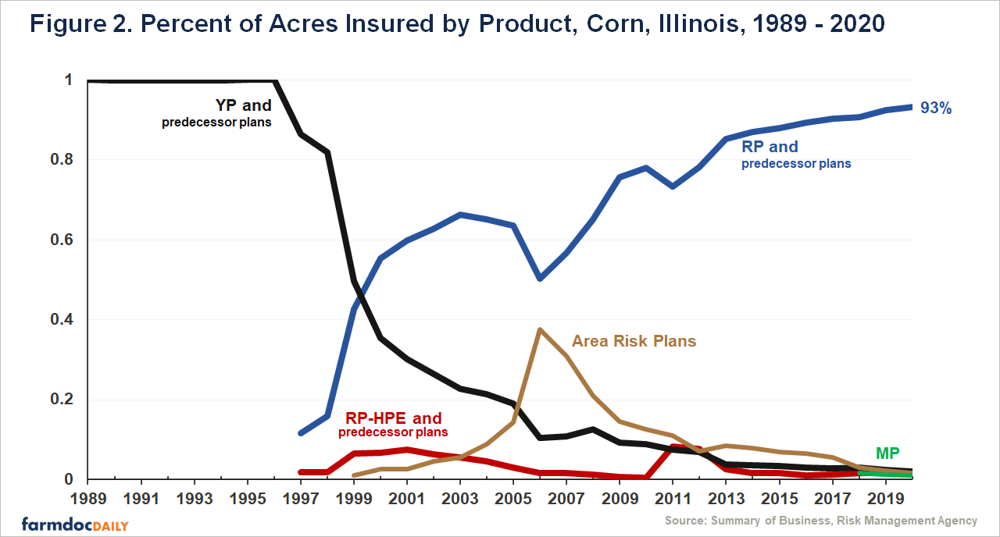 Figure 2. Percent of Acres Insured by Product, Corn, Illinois, 1989 - 2020
1
YP and
predecessor plans
93%
RP and
predecessor plans
0.8
0.6
0.4
Area Risk Plans
0.2
RP-HPE and
predecessor plans
MP
0
1989 1991 1993 1995 1997 1999 2001 2003 2005 2007 2009 2011 2013 2015 2017 2019
farmdocDAILY
Source: Summary of Business, Risk Management Agency